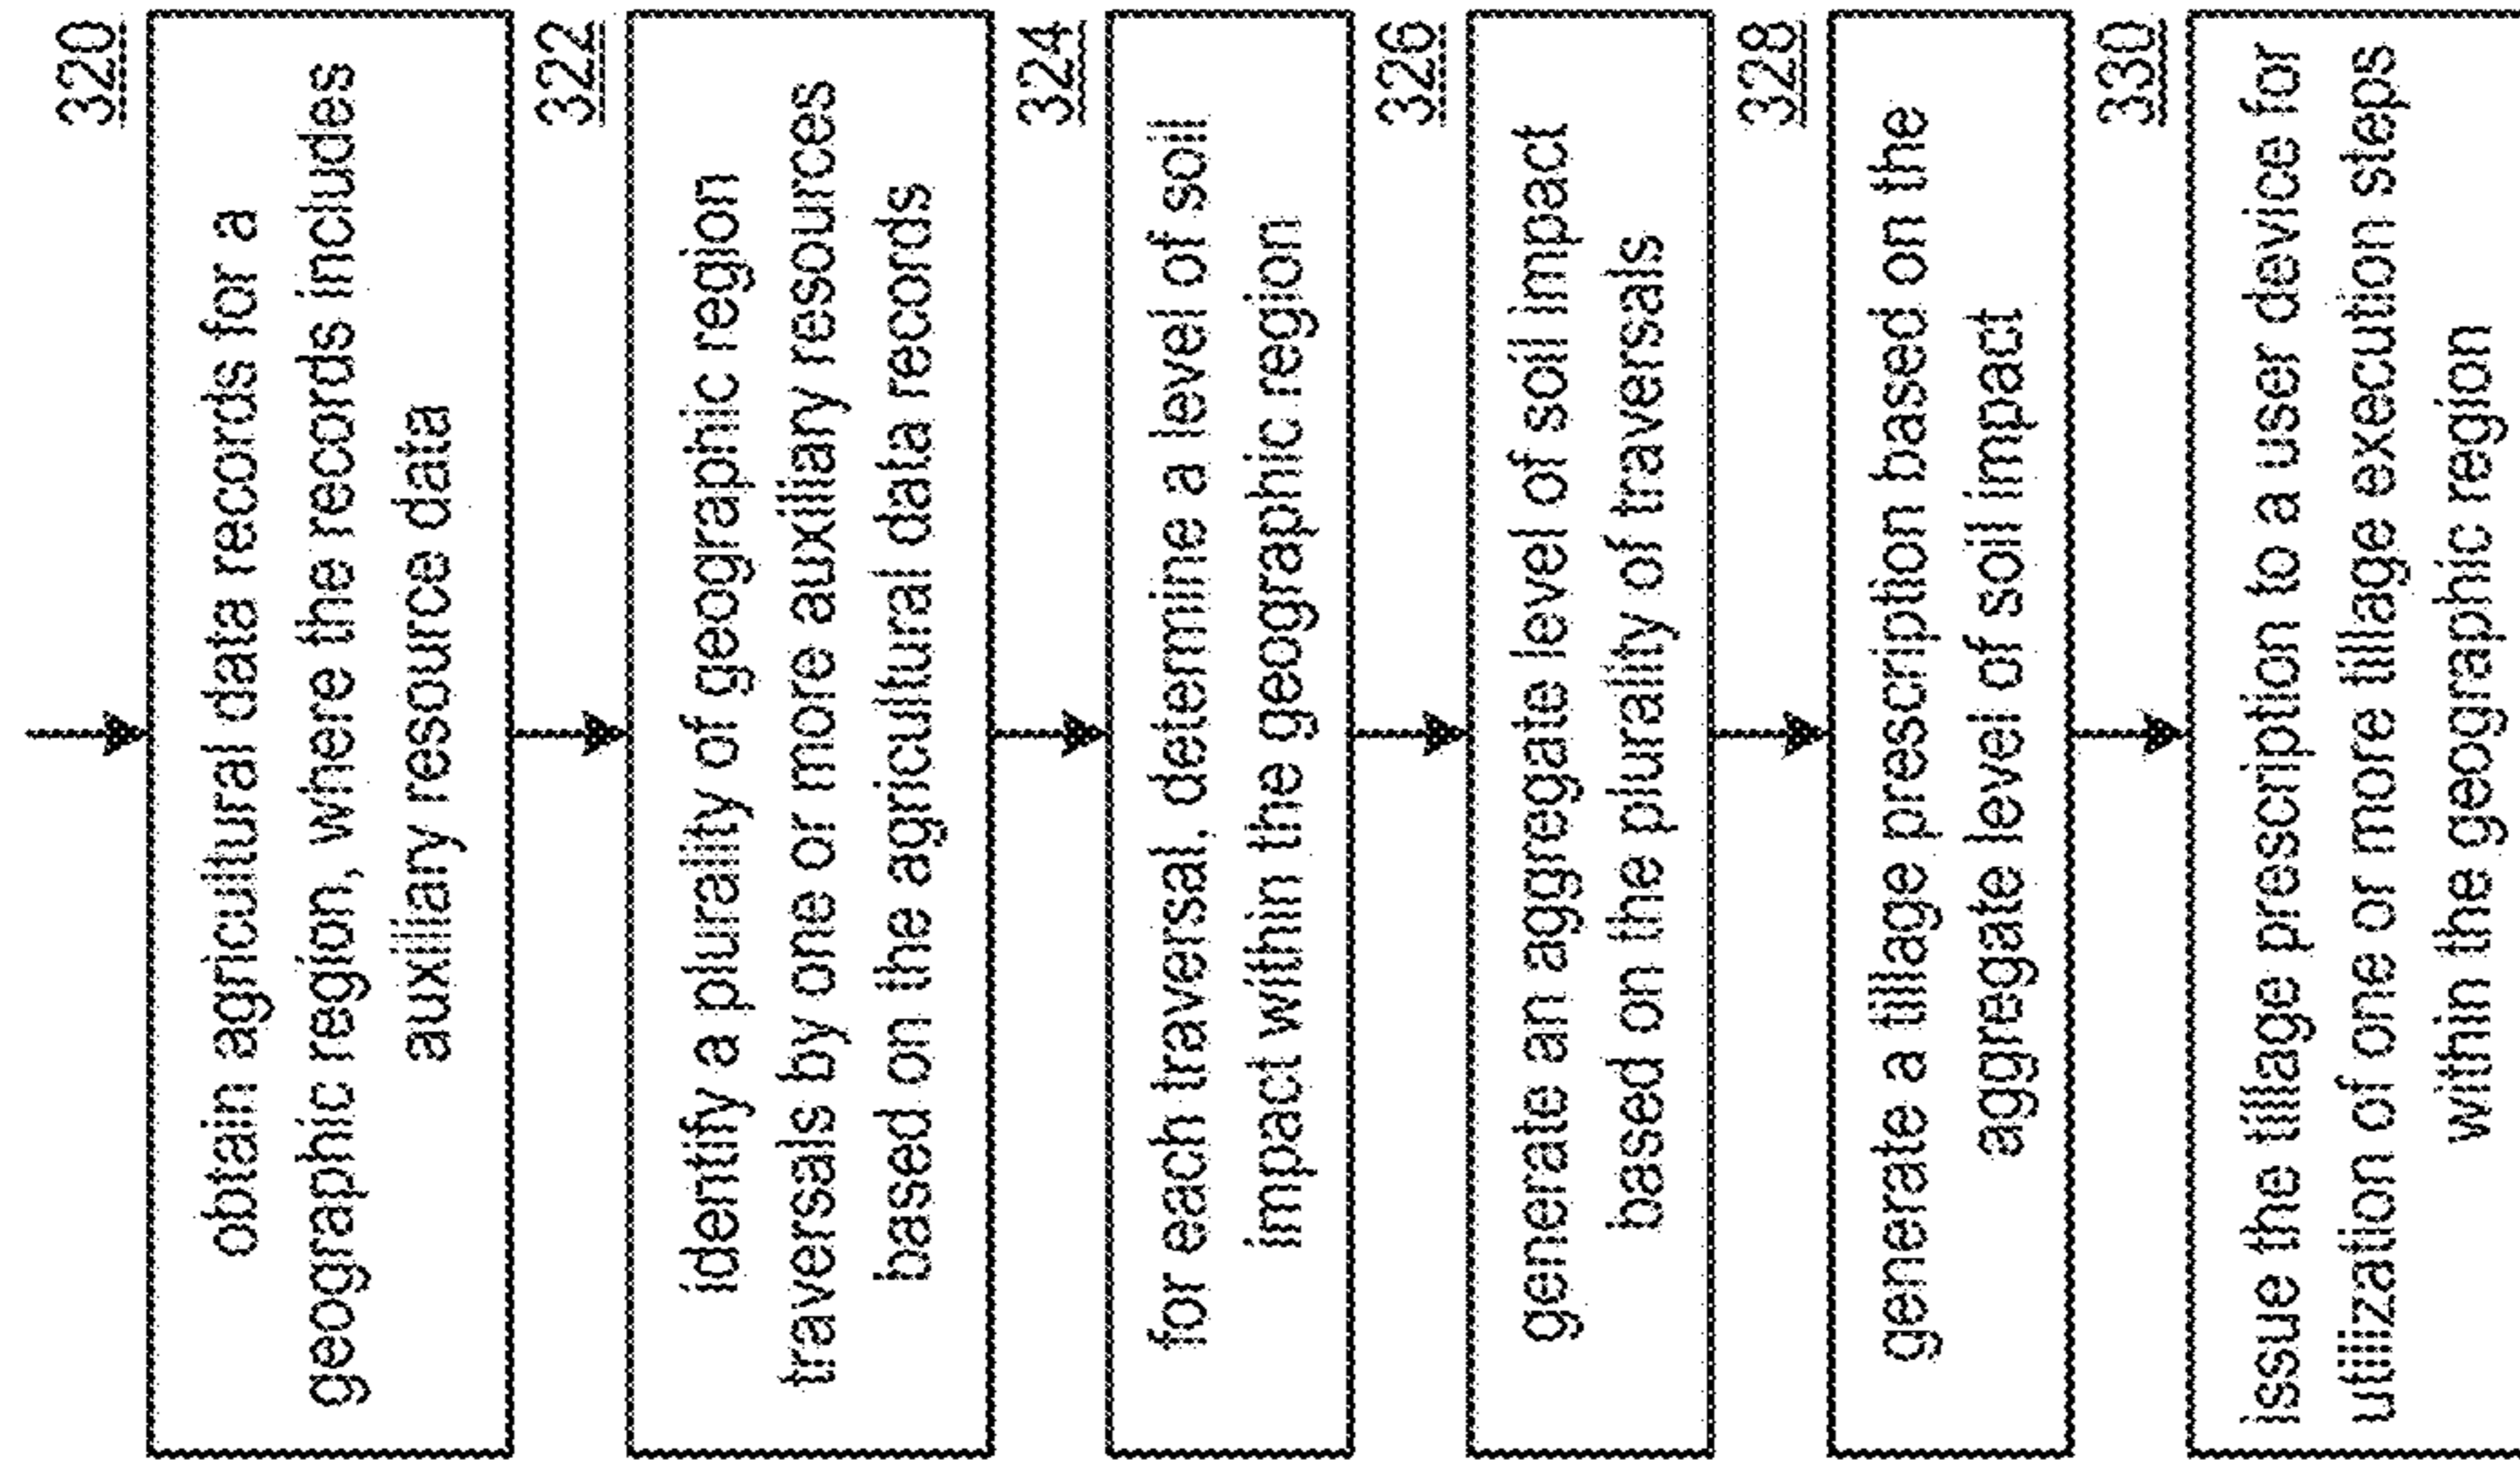 320
obtain agricultural data records for a
geographic region, where the records includes
auxiliary resource data
322
identify a plurality of geographic region
traversals by one or more auxiliary resources
based on the agricultural data records
324
for each traversal, determine a level of soil
impact within the geographic region
326
generate an aggregate level of soil impact
based on the plurality of traversals
328
generate a tillage prescription based on the
aggregate level of soil impact
330
issue the tillage prescription to a user device for
utilization of one or more tillage execution steps
within the geographic region